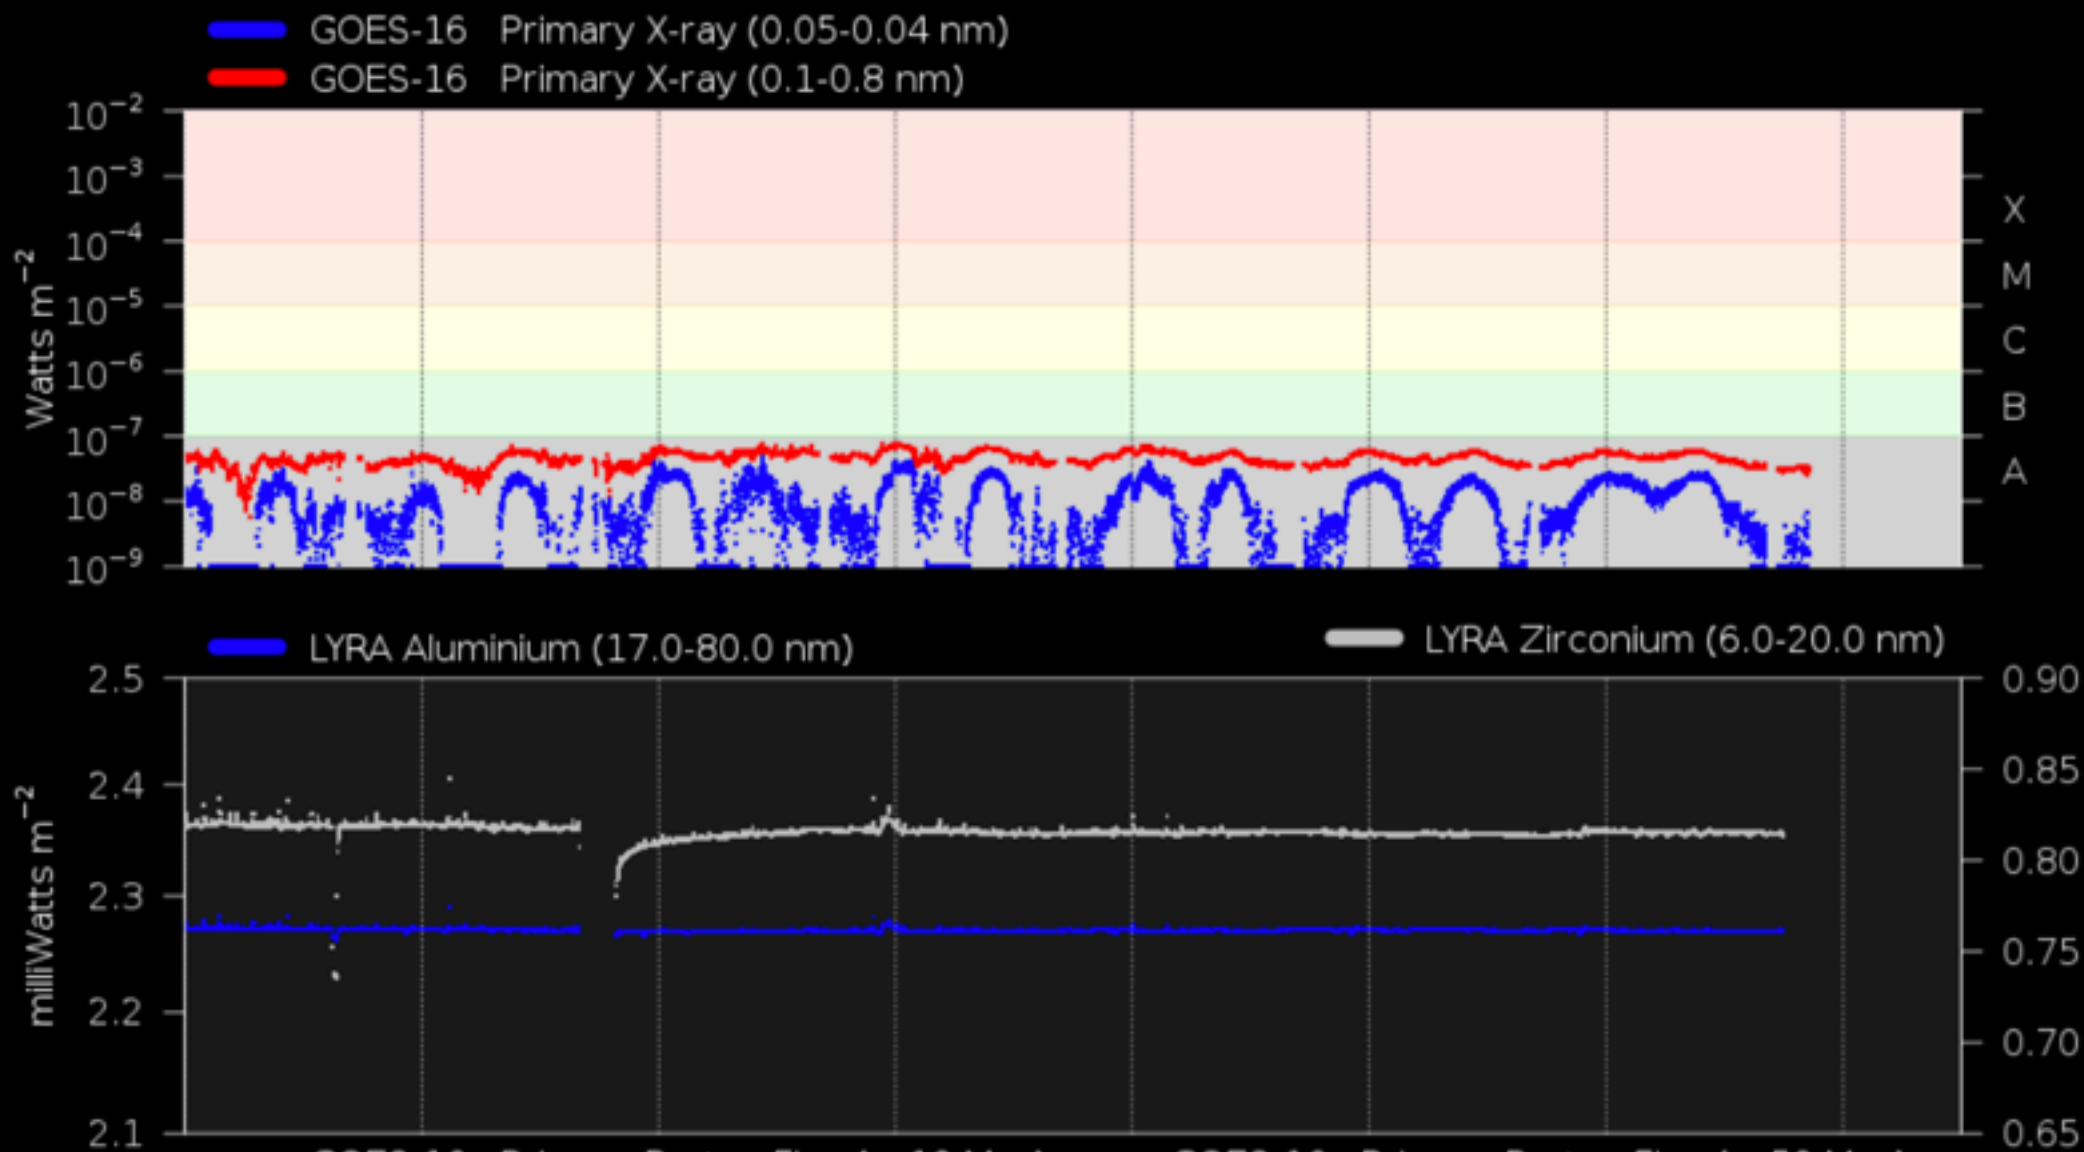 GOES-16 Primary X-ray (0.05-0.04 nm)
GOES-16 Primary X-ray (0.1-0.8 nm)
10⁻²
10⁻³
10⁻⁴
10⁻⁵
10⁻⁶
10⁻⁷
10⁻⁸
10⁻⁹
Watts m⁻²
X
M
C
B
A
LYRA Aluminium (17.0-80.0 nm)
LYRA Zirconium (6.0-20.0 nm)
2.5
2.4
2.3
2.2
2.1
milliWatts m⁻²
0.90
0.85
0.80
0.75
0.70
0.65